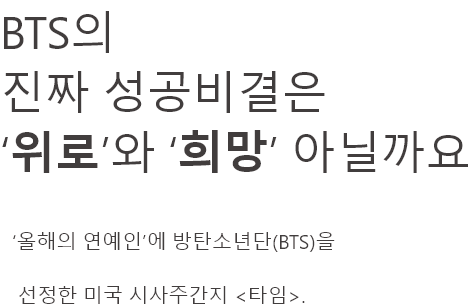 BTS의
진짜 성공비결은
‘위로’와 ‘희망’ 아닐까요
‘올해의 연예인’에 방탄소년단(BTS)을
선정한 미국 시사주간지 <타임>.